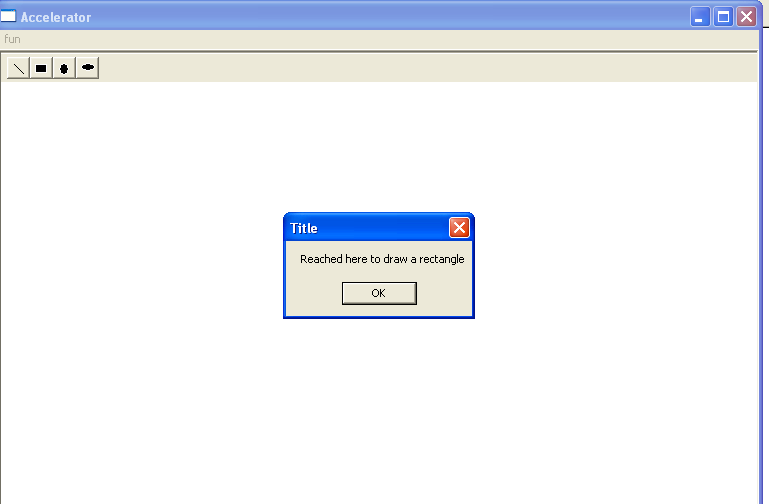 Accelerator
fun
Title
Reached here to draw a rectangle
OK